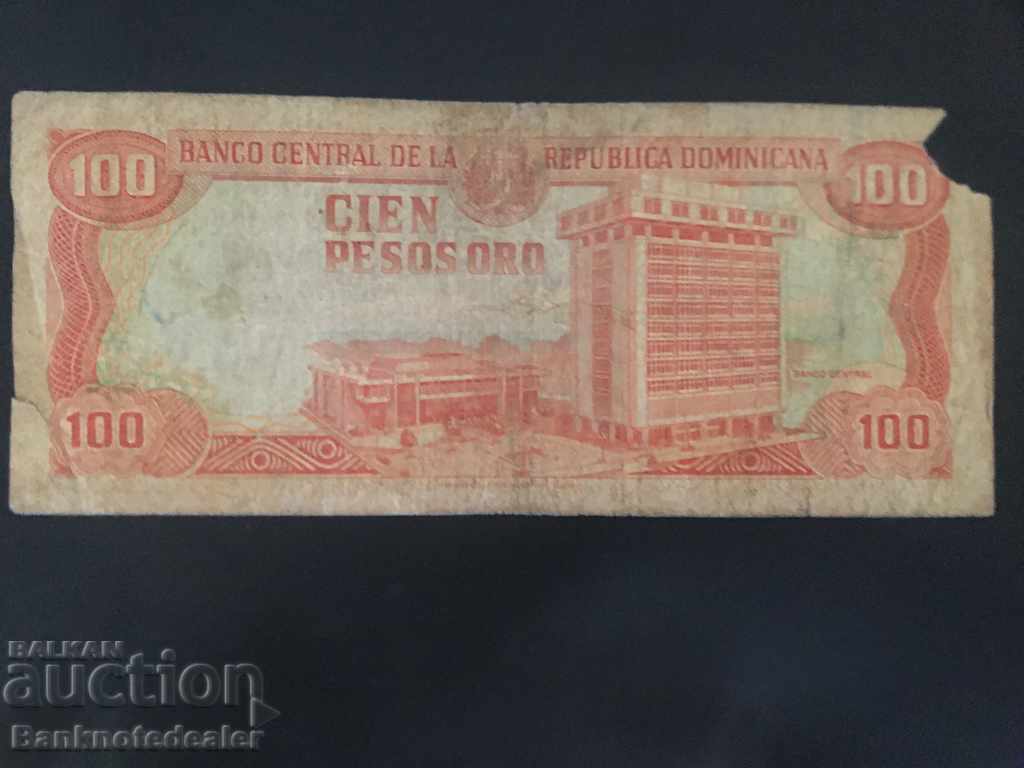 100 BANCO CENTRAL DE LA REPUBLICA DOMINICANA 100
CIEN
PESOS ORO
BANCO CENTRAL
100 100
BALKAN
auction
Banknotedealer